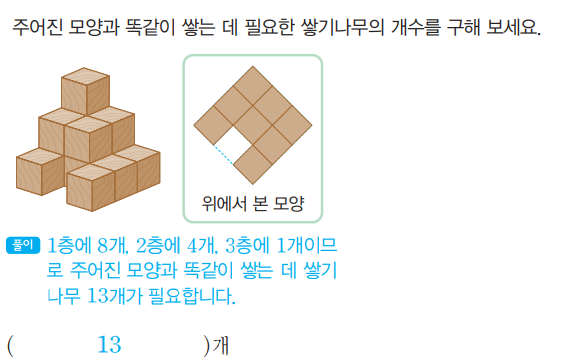 주어진 모양과 똑같이 쌓는 데 필요한 쌓기나무의 개수를 구해 보세요.
위에서 본 모양
풀이 1층에 8개, 2층에 4개, 3층에 1개이므
로 주어진 모양과 똑같이 쌓는 데 쌓기
나무 13개가 필요합니다.
( 13 )개